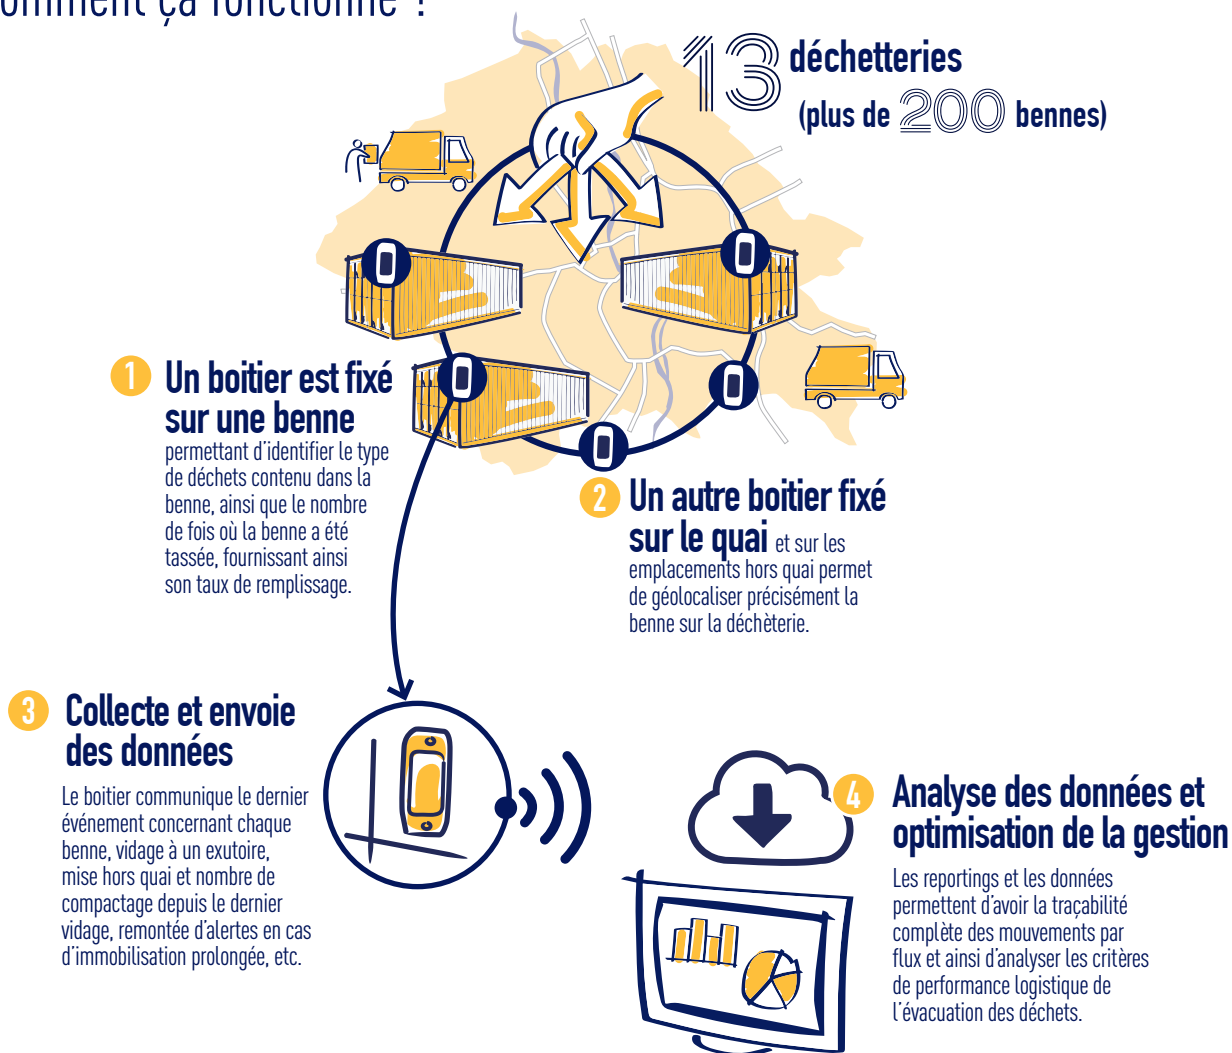 omment ça fonctionne ?
13 déchetteries
(plus de 200 bennes)
1 Un boitier est fixé
sur une benne
permettant d'identifier le type
de déchets contenu dans la
benne, ainsi que le nombre
de fois où la benne a été
tassée, fournissant ainsi
son taux de remplissage.
2 Un autre boitier fixé
sur le quai et sur les
emplacements hors quai permet
de géolocaliser précisément la
benne sur la déchèterie.
3 Collecte et envoie
des données
Le boitier communique le dernier
événement concernant chaque
benne, vidage à un exutoire,
mise hors quai et nombre de
compactage depuis le dernier
vidage, remontée d'alertes en cas
d'immobilisation prolongée, etc.
4 Analyse des données et
optimisation de la gestion
Les reportings et les données
permettent d'avoir la traçabilité
complète des mouvements par
flux et ainsi d'analyser les critères
de performance logistique de
l'évacuation des déchets.